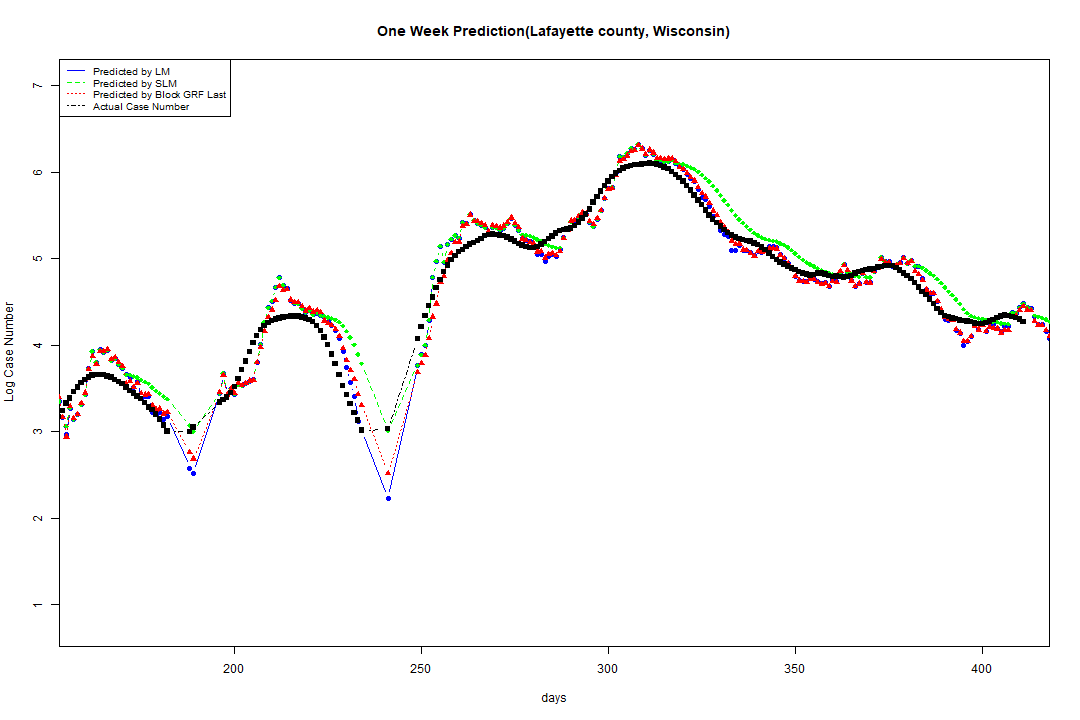 One Week Prediction(Lafayette county, Wisconsin)
Predicted by LM
Predicted by SLM
Predicted by Block GRF Last
Actual Case Number
7
6
5
4
3
2
1
Log Case Number
200 250 300 350 400
days